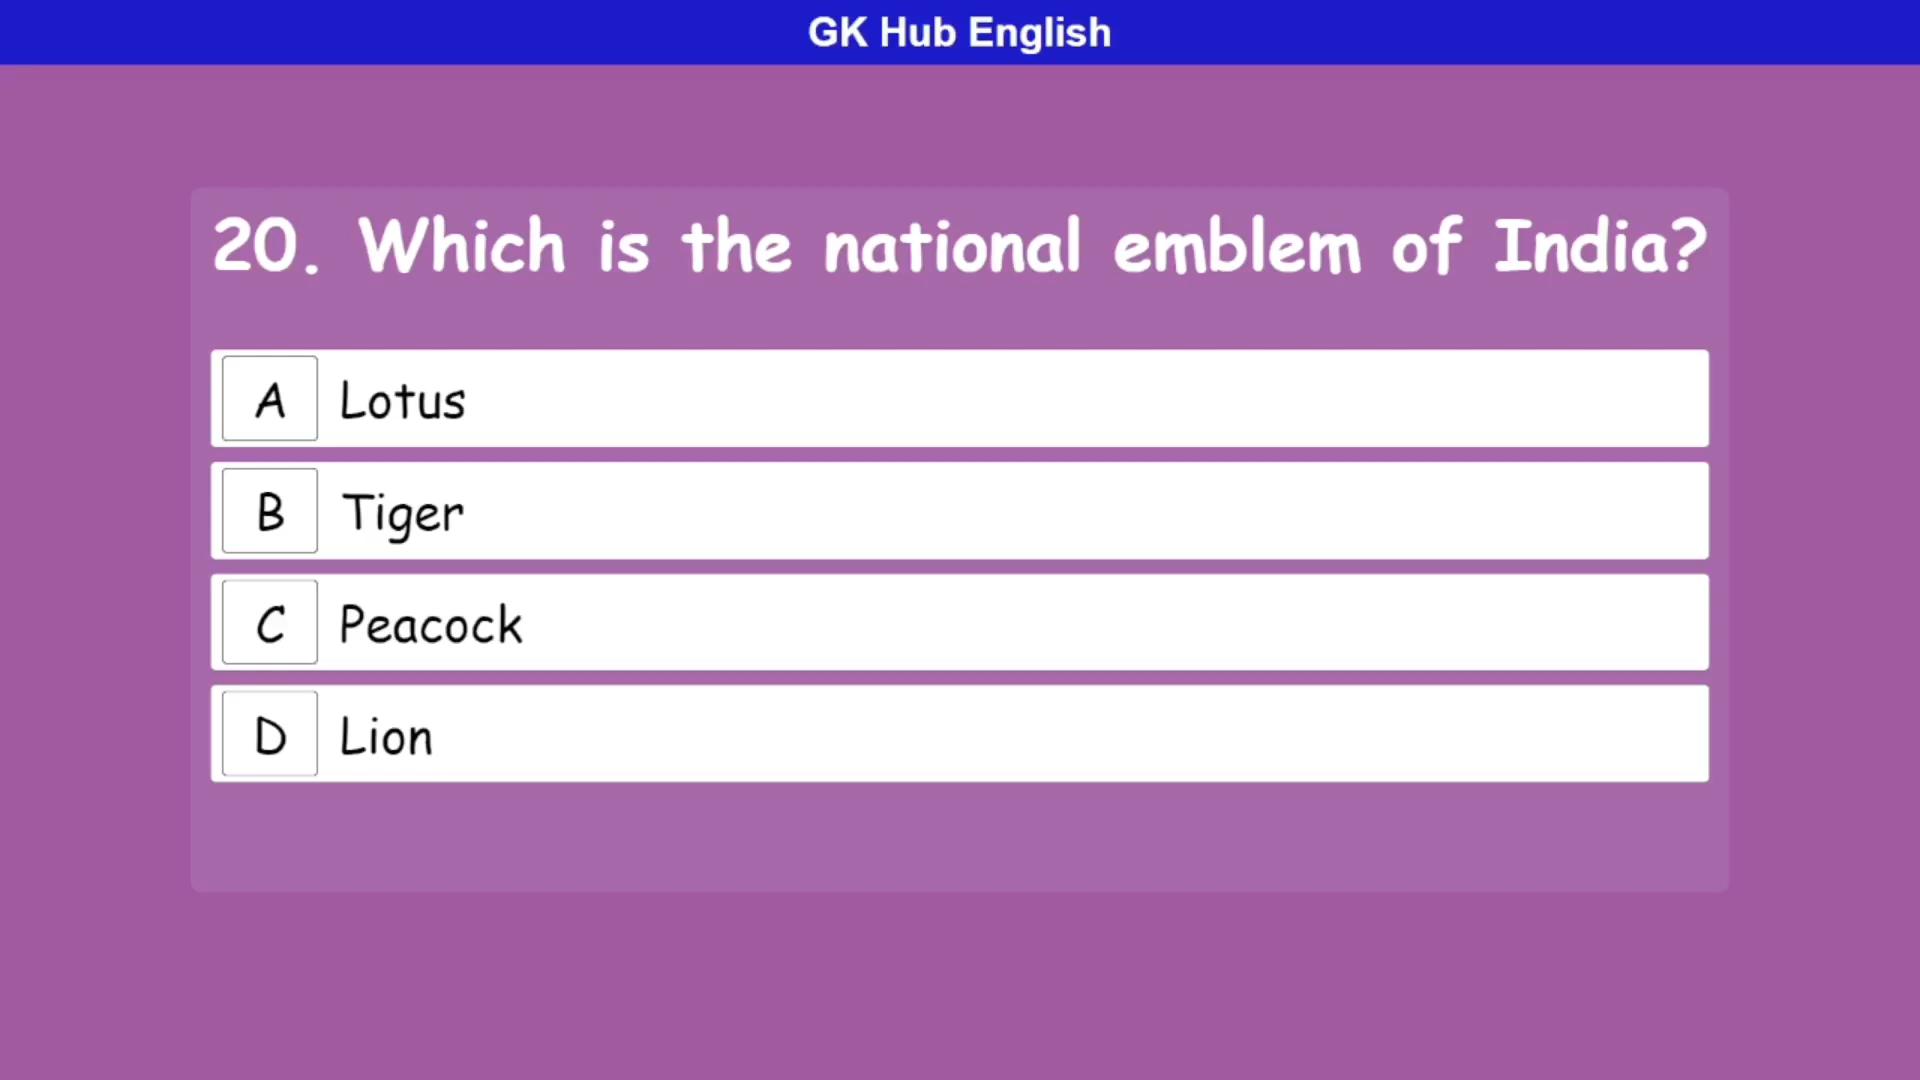 GK Hub English
20. Which is the national emblem of India?
A Lotus
B Tiger
C Peacock
D Lion